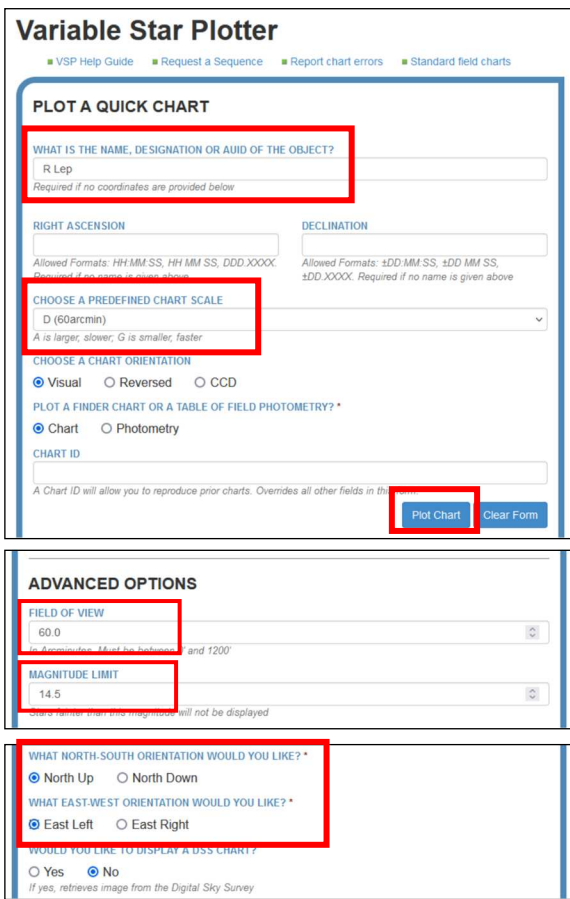 Variable Star Plotter
VSP Help Guide Request a Sequence Report chart errors Standard field charts
PLOT A QUICK CHART
WHAT IS THE NAME, DESIGNATION OR AUID OF THE OBJECT?
R Lep
Required if no coordinates are provided below
RIGHT ASCENSION DECLINATION
Allowed Formats: HH:MM:SS, HH MM SS, DDD.XXXX. Allowed Formats: ±DD:MM:SS, ±DD MM SS,
Required if no name is given above ±DD.XXXX. Required if no name is given above
CHOOSE A PREDEFINED CHART SCALE
D (60arcmin)
A is larger, slower; G is smaller, faster
CHOOSE A CHART ORIENTATION
Visual Reversed CCD
PLOT A FINDER CHART OR A TABLE OF FIELD PHOTOMETRY? *
Chart Photometry
CHART ID
A Chart ID will allow you to reproduce prior charts. Overrides all other fields in this form.
Plot Chart Clear Form
ADVANCED OPTIONS
FIELD OF VIEW
60.0
In Arcminutes. Must be between and 1200'
MAGNITUDE LIMIT
14.5
Stars fainter than this magnitude will not be displayed
WHAT NORTH-SOUTH ORIENTATION WOULD YOU LIKE? *
North Up North Down
WHAT EAST-WEST ORIENTATION WOULD YOU LIKE? *
East Left East Right
WOULD YOU LIKE TO DISPLAY A DSS CHART?
Yes No
If yes, retrieves image from the Digital Sky Survey